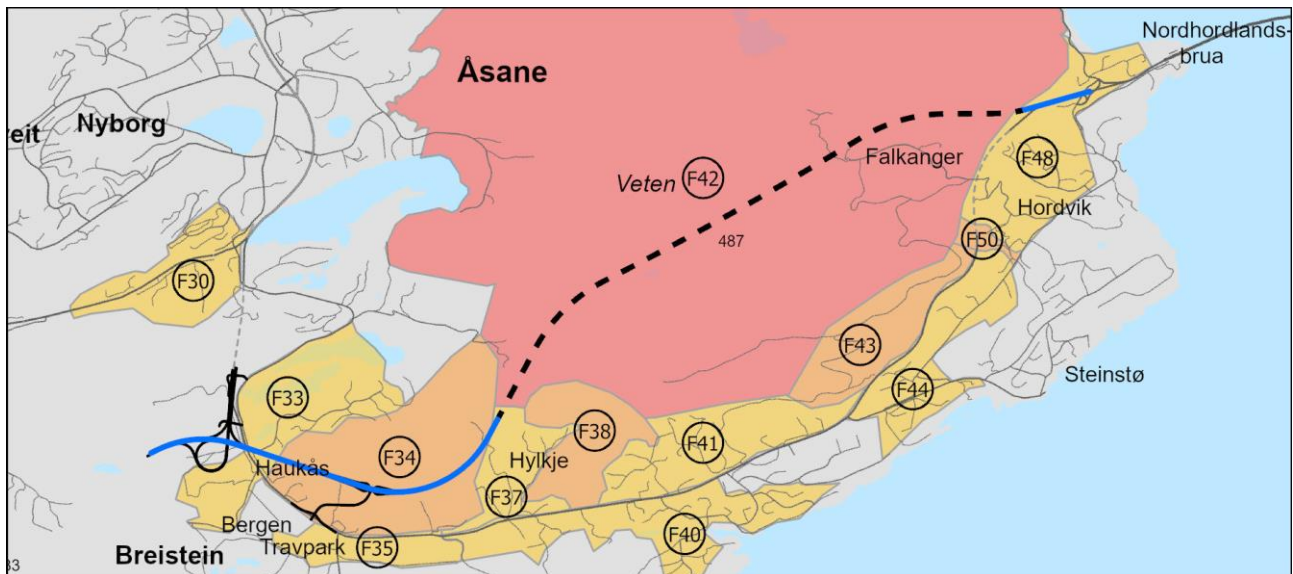 Nordhordlands-
brua
Åsane
Nyborg
eit
Falkanger
F48
Veten
F42
Hordvik
487
F50
F30
F43
Steinstø
F44
F33
F38
F41
F34
Haukås
Hylkje
F37
Bergen
Travpark
F35
F40
Breistein
33